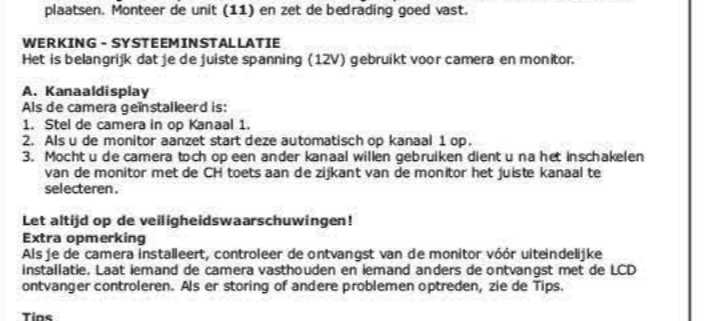 plaatsen. Monteer de unit (11) en zet de bedrading goed vast.
WERKING - SYSTEEMINSTALLATIE
Het is belangrijk dat je de juiste spanning (12V) gebruikt voor camera en monitor.
A. Kanaaldisplay
Als de camera geïnstalleerd is:
1. Stel de camera in op Kanaal 1.
2. Als u de monitor aanzet start deze automatisch op kanaal 1 op.
3. Mocht u de camera toch op een ander kanaal willen gebruiken dient u na het inschakelen
van de monitor met de CH toets aan de zijkant van de monitor het juiste kanaal te
selecteren.
Let altijd op de veiligheidswaarschuwingen!
Extra opmerking
Als je de camera installeert, controleer de ontvangst van de monitor vóór uiteindelijke
installatie. Laat iemand de camera vasthouden en iemand anders de ontvangst met de LCD
ontvanger controleren. Als er storing of andere problemen optreden, zie de Tips.
Tips